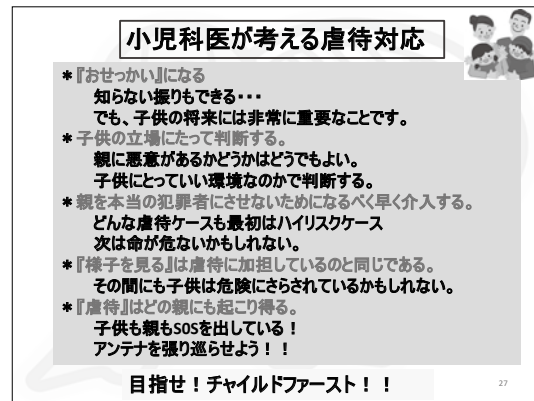 小児科医が考える虐待対応
＊『おせっかい』になる
知らない振りもできる・・・
でも、子供の将来には非常に重要なことです。
＊子供の立場にたって判断する。
親に悪意があるかどうかはどうでもよい。
子供にとっていい環境なのかで判断する。
＊親を本当の犯罪者にさせないためになるべく早く介入する。
どんな虐待ケースも最初はハイリスクケース
次は命が危ないかもしれない。
＊『様子を見る』は虐待に加担しているのと同じである。
その間にも子供は危険にさらされているかもしれない。
＊『虐待』はどの親にも起こり得る。
子供も親もSOSを出している！
アンテナを張り巡らせよう！！
目指せ！チャイルドファースト！！
27